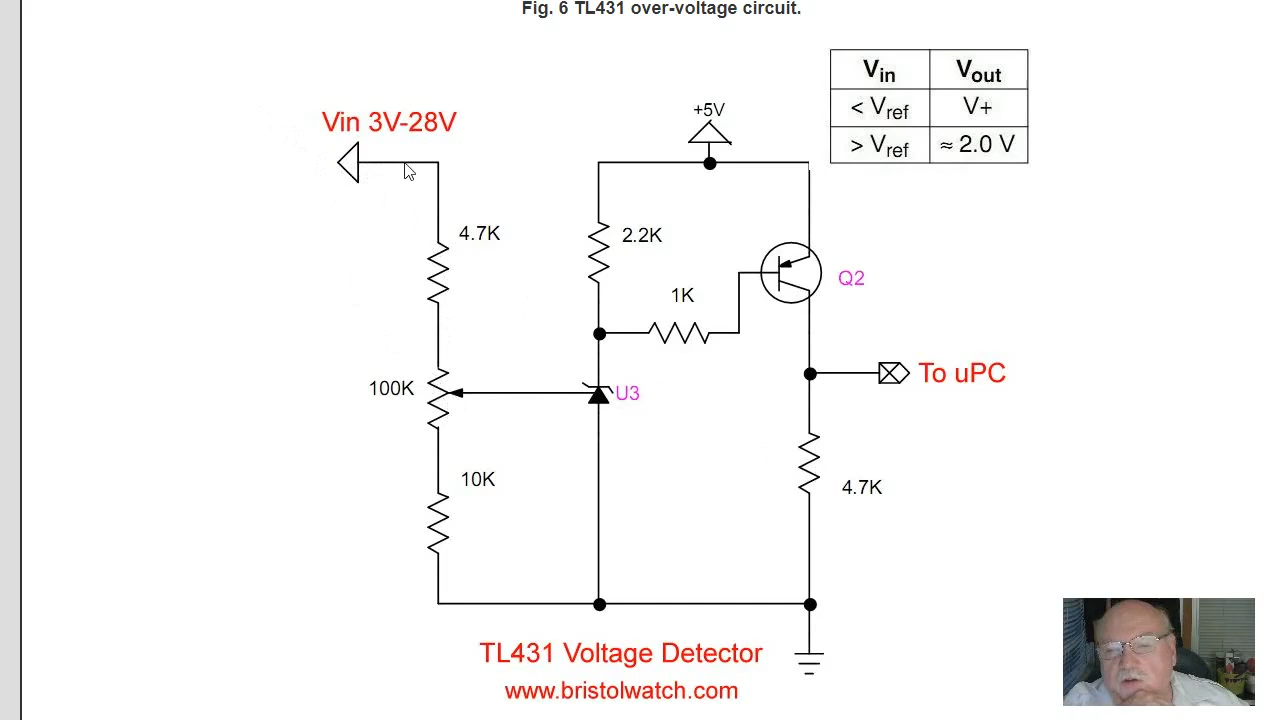 Fig. 6 TL431 over-voltage circuit.
Vin Vout
< Vref V+
> Vref ≈ 2.0 V
Vin 3V-28V
+5V
4.7K
2.2K
1K
Q2
100K
U3
To uPC
10K
4.7K
TL431 Voltage Detector
www.bristolwatch.com